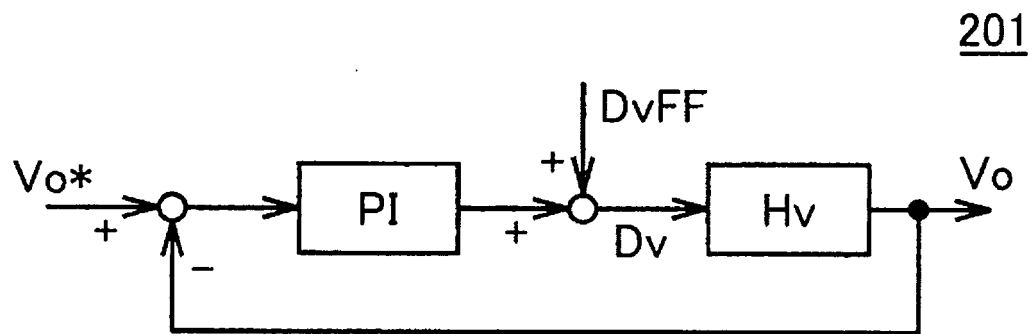 201
DvFF
+
Vo*
+
PI
+
Dv
Hv
Vo
-